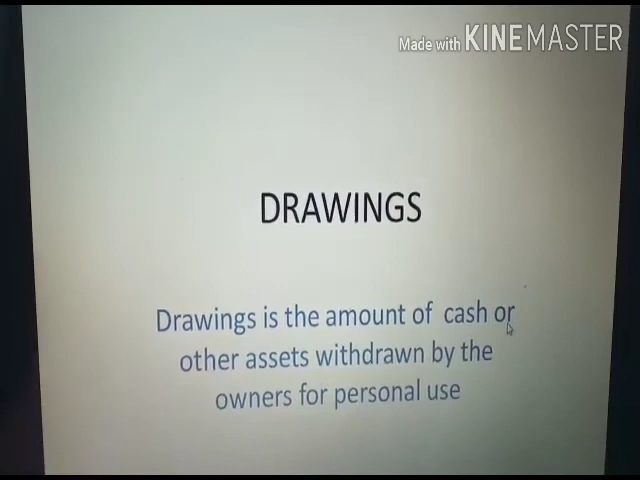 Made with KINEMASTER
DRAWINGS
Drawings is the amount of cash or
other assets withdrawn by the
owners for personal use